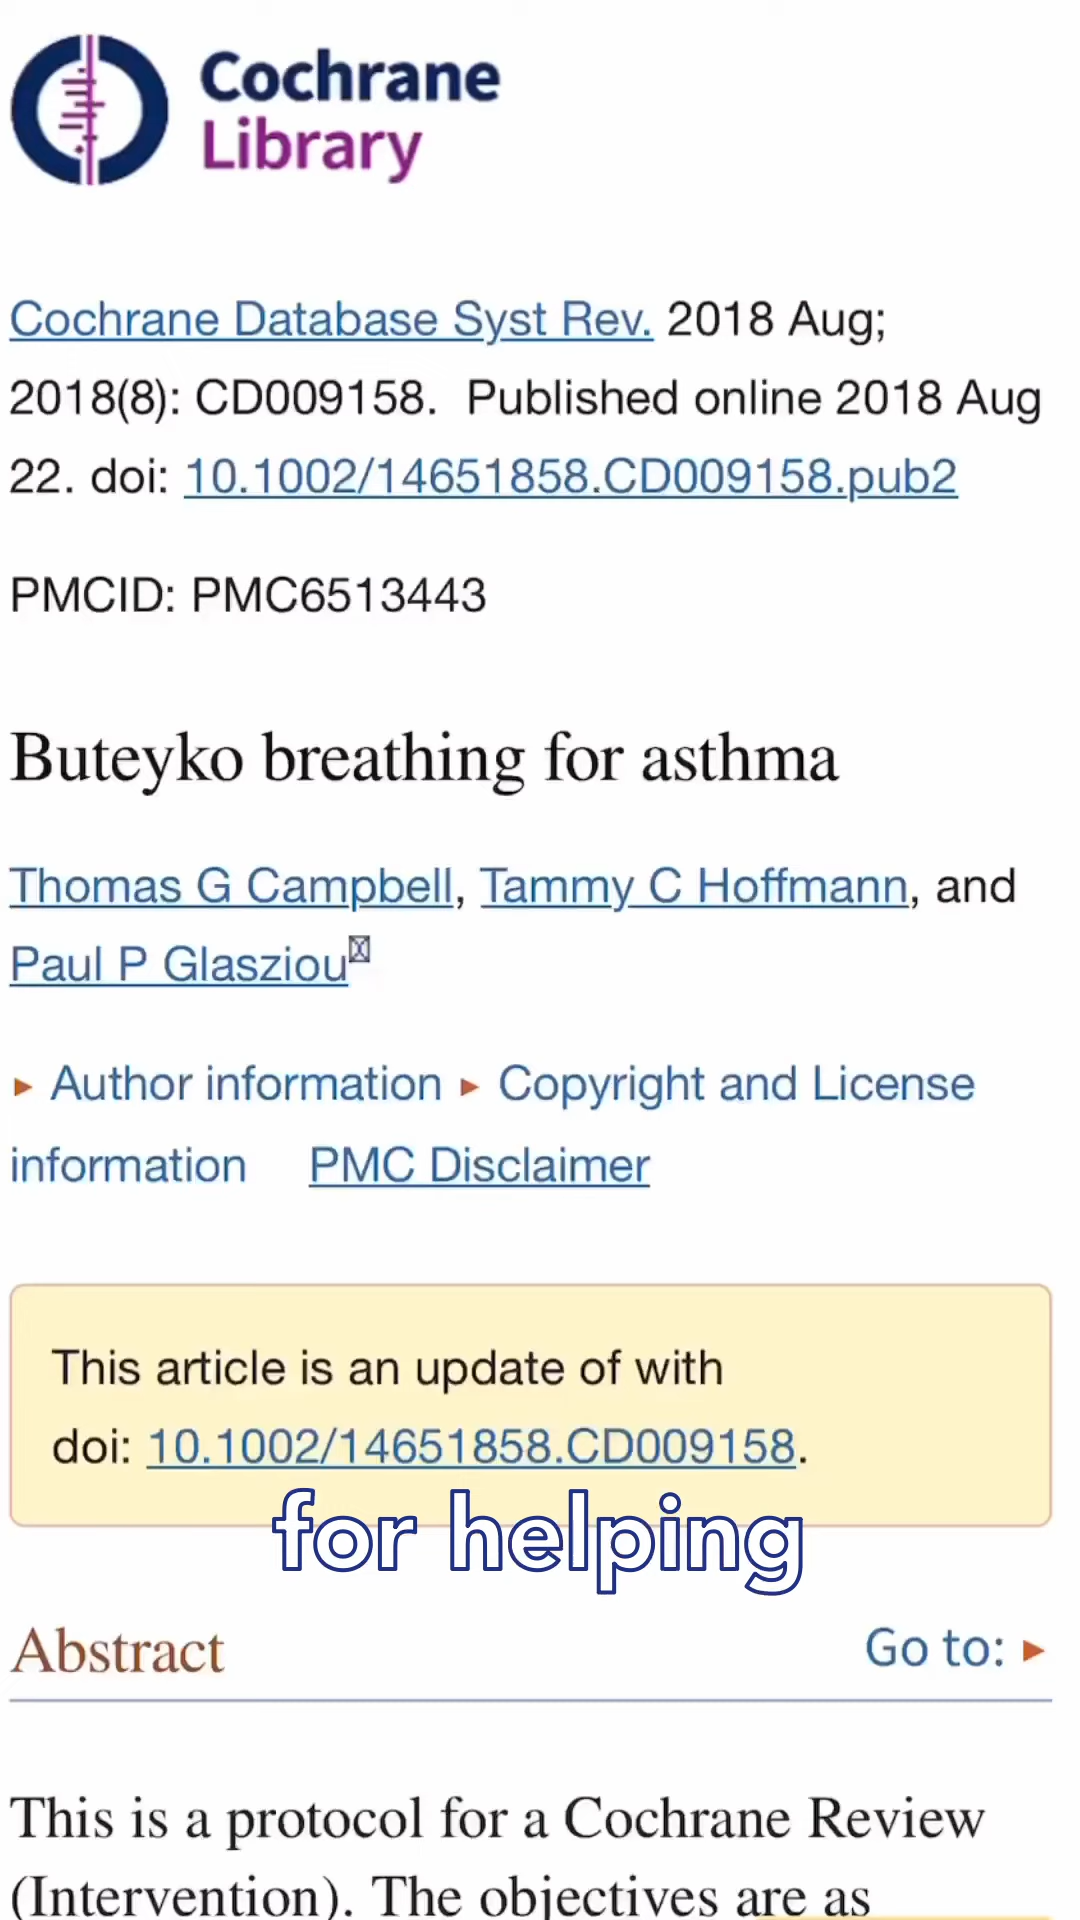 Cochrane
Library
Cochrane Database Syst Rev. 2018 Aug;
2018(8): CD009158. Published online 2018 Aug
22. doi: 10.1002/14651858.CD009158.pub2
PMCID: PMC6513443
Buteyko breathing for asthma
Thomas G Campbell, Tammy C Hoffmann, and
Paul P Glasziou
▸ Author information ▸ Copyright and License
information PMC Disclaimer
This article is an update of with
doi: 10.1002/14651858.CD009158.
for helping
Abstract Go to: ▸
This is a protocol for a Cochrane Review
(Intervention). The objectives are as